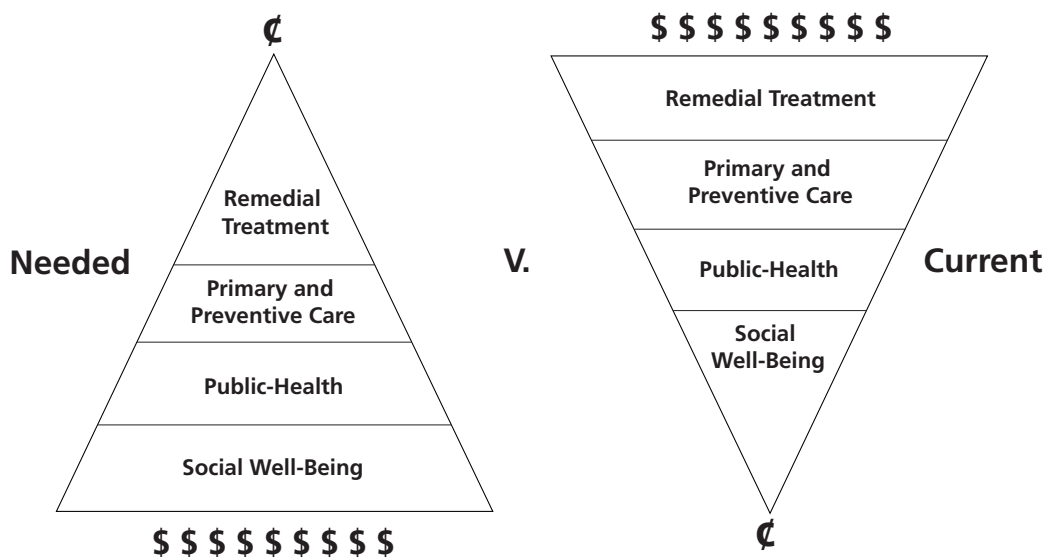 ¢
Remedial
Treatment
Needed
Primary and
Preventive Care
Public-Health
Social Well-Being
$ $ $ $ $ $ $ $ $
V.
$ $ $ $ $ $ $ $ $
Remedial Treatment
Primary and
Preventive Care
Public-Health
Current
Social
Well-Being
¢